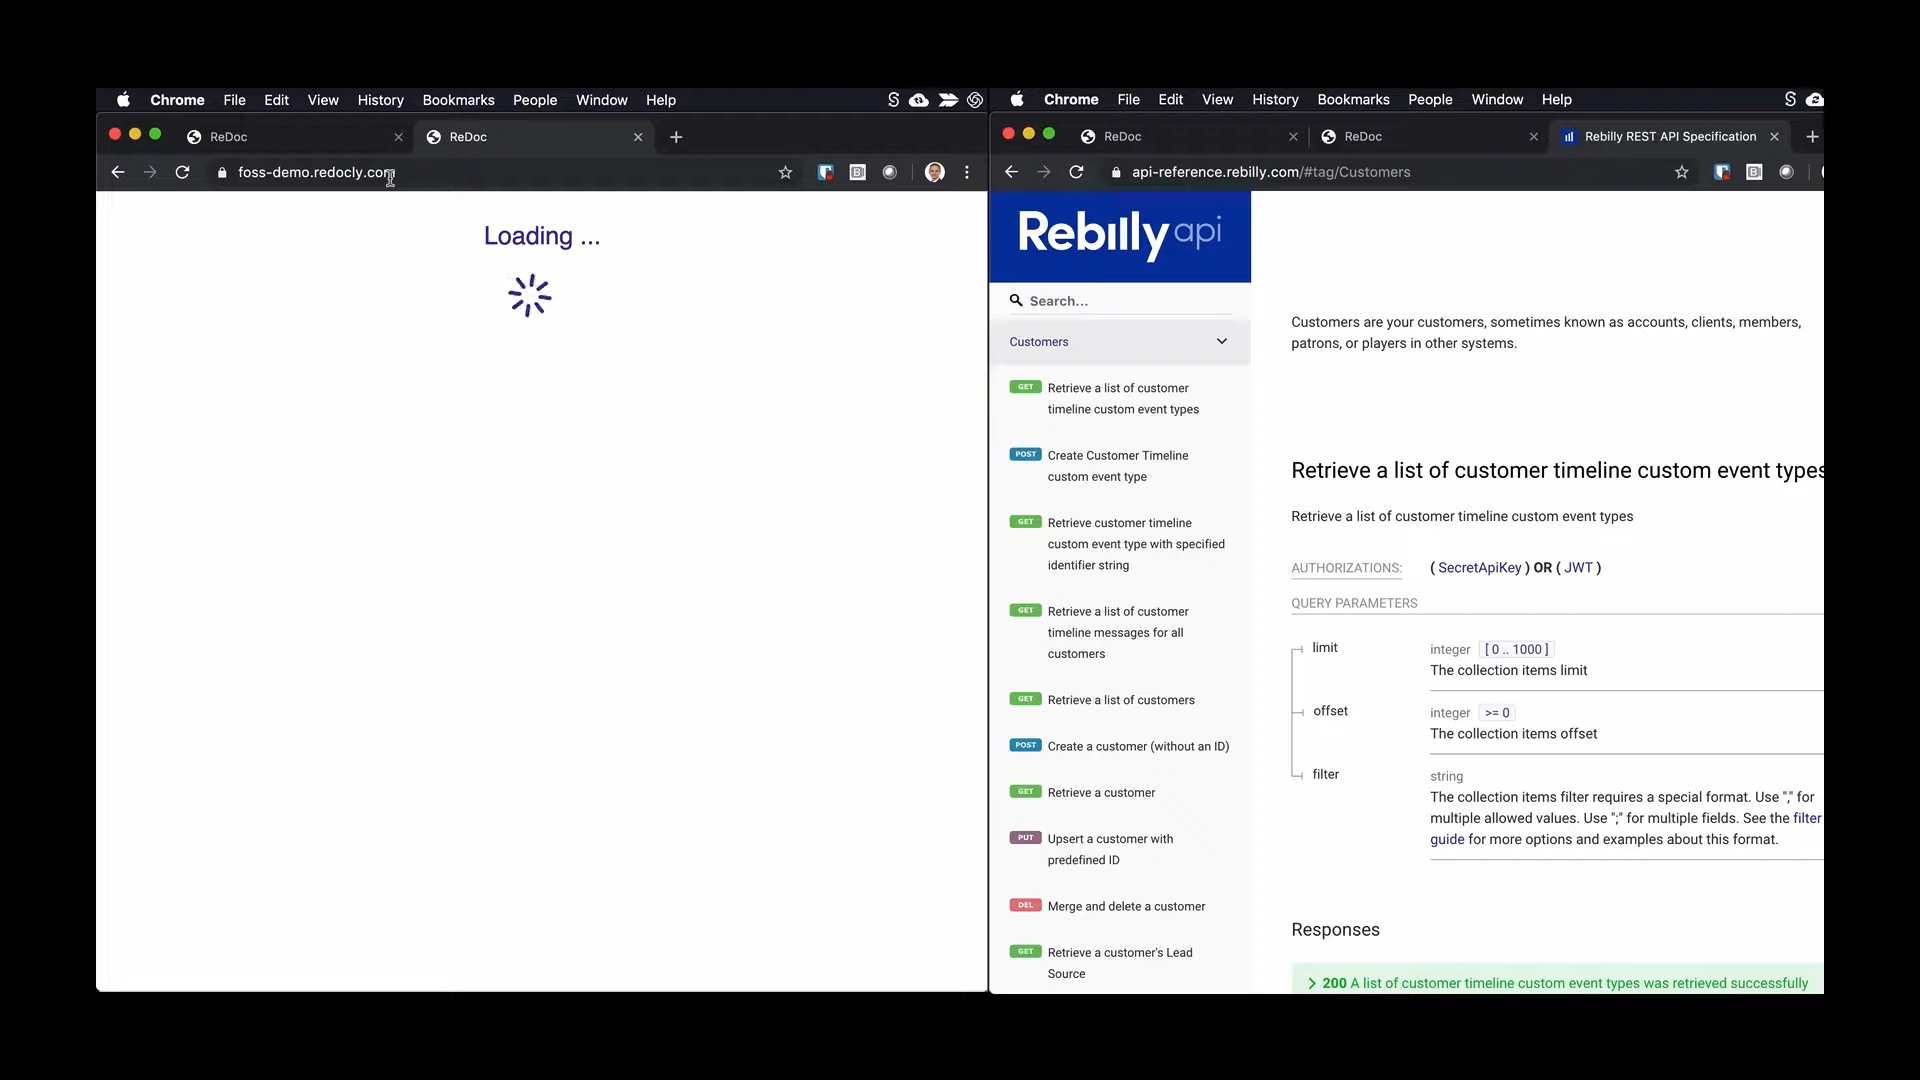 Chrome File Edit View History Bookmarks People Window Help
ReDoc
ReDoc
foss-demo.redocly.com
Loading ...
Chrome File Edit View History Bookmarks People Window Help
ReDoc
ReDoc
Rebilly REST API Specification
api-reference.rebilly.com/#tag/Customers
Rebilly api
Search...
Customers
GET Retrieve a list of customer
timeline custom event types
POST Create Customer Timeline
custom event type
GET Retrieve customer timeline
custom event type with specified
identifier string
GET Retrieve a list of customer
timeline messages for all
customers
GET Retrieve a list of customers
POST Create a customer (without an ID)
GET Retrieve a customer
PUT Upsert a customer with
predefined ID
DEL Merge and delete a customer
GET Retrieve a customer's Lead
Source
Customers are your customers, sometimes known as accounts, clients, members,
patrons, or players in other systems.
Retrieve a list of customer timeline custom event types
Retrieve a list of customer timeline custom event types
AUTHORIZATIONS: ( SecretApiKey ) OR ( JWT )
QUERY PARAMETERS
limit
integer [ 0 .. 1000 ]
The collection items limit
offset
integer >= 0
The collection items offset
filter
string
The collection items filter requires a special format. Use "," for
multiple allowed values. Use ";" for multiple fields. See the filter
guide for more options and examples about this format.
Responses
200 A list of customer timeline custom event types was retrieved successfully